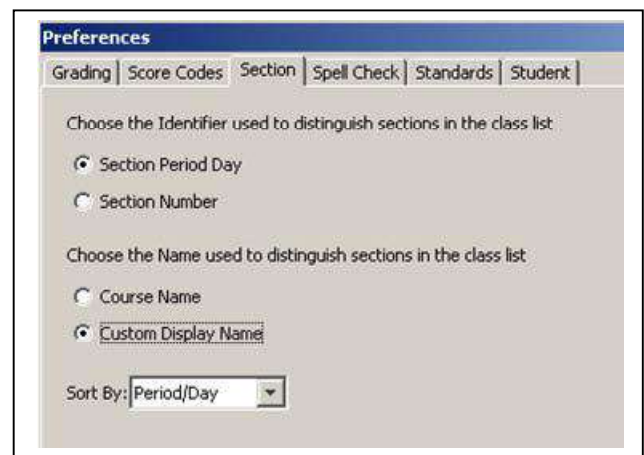 Preferences
Grading Score Codes Section Spell Check Standards Student
Choose the Identifier used to distinguish sections in the class list
Section Period Day
Section Number
Choose the Name used to distinguish sections in the class list
Course Name
Custom Display Name
Sort By: Period/Day